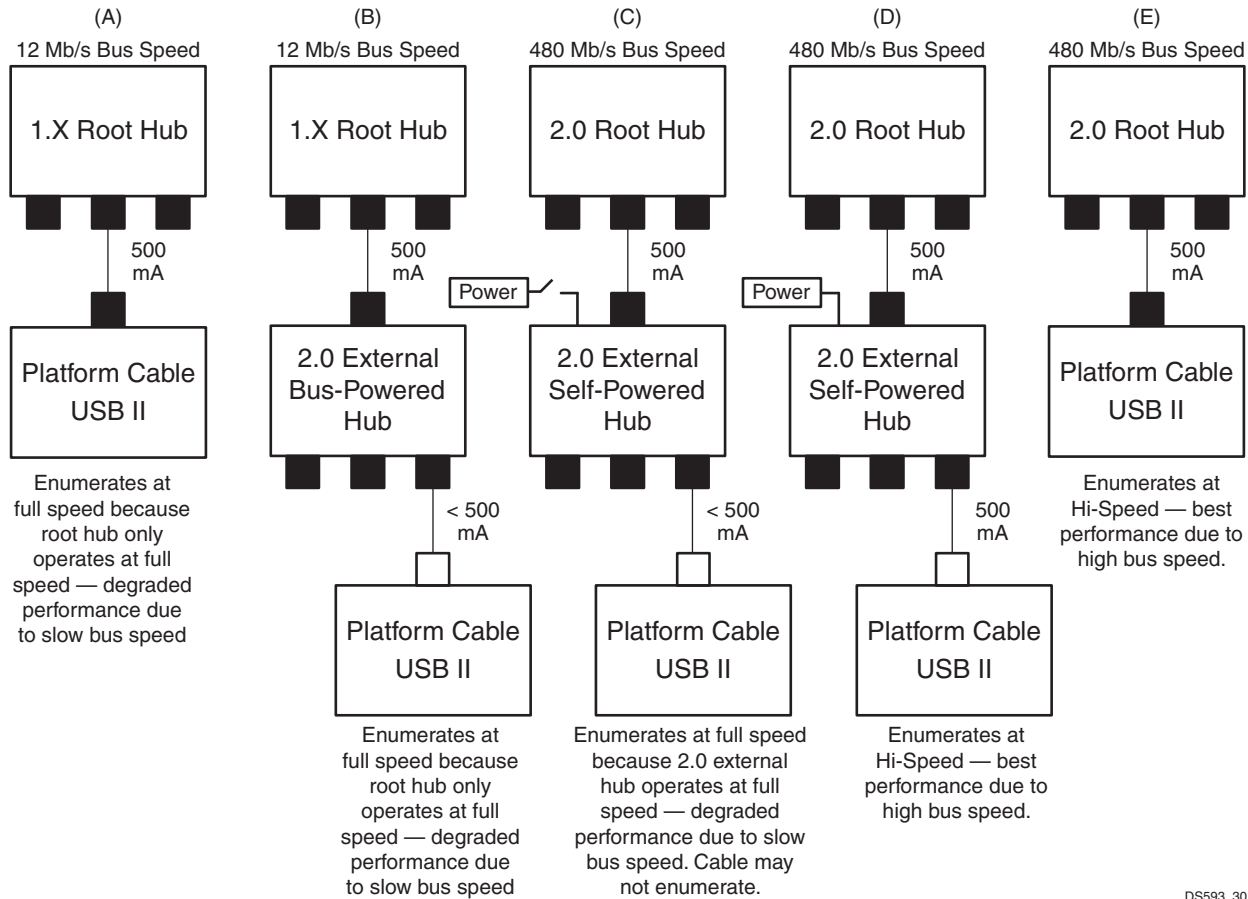 (A)
12 Mb/s Bus Speed
1.X Root Hub
500
mA
Platform Cable
USB II
Enumerates at
full speed because
root hub only
operates at full
speed — degraded
performance due
to slow bus speed
(B)
12 Mb/s Bus Speed
1.X Root Hub
500
mA
2.0 External
Bus-Powered
Hub
< 500
mA
Platform Cable
USB II
Enumerates at
full speed because
root hub only
operates at full
speed — degraded
performance due
to slow bus speed
(C)
480 Mb/s Bus Speed
2.0 Root Hub
500
mA
Power
2.0 External
Self-Powered
Hub
< 500
mA
Platform Cable
USB II
Enumerates at full speed
because 2.0 external
hub operates at full
speed — degraded
performance due to slow
bus speed. Cable may
not enumerate.
(D)
480 Mb/s Bus Speed
2.0 Root Hub
500
mA
Power
2.0 External
Self-Powered
Hub
500
mA
Platform Cable
USB II
Enumerates at
Hi-Speed — best
performance due to
high bus speed.
(E)
480 Mb/s Bus Speed
2.0 Root Hub
500
mA
Platform Cable
USB II
Enumerates at
Hi-Speed — best
performance due to
high bus speed.